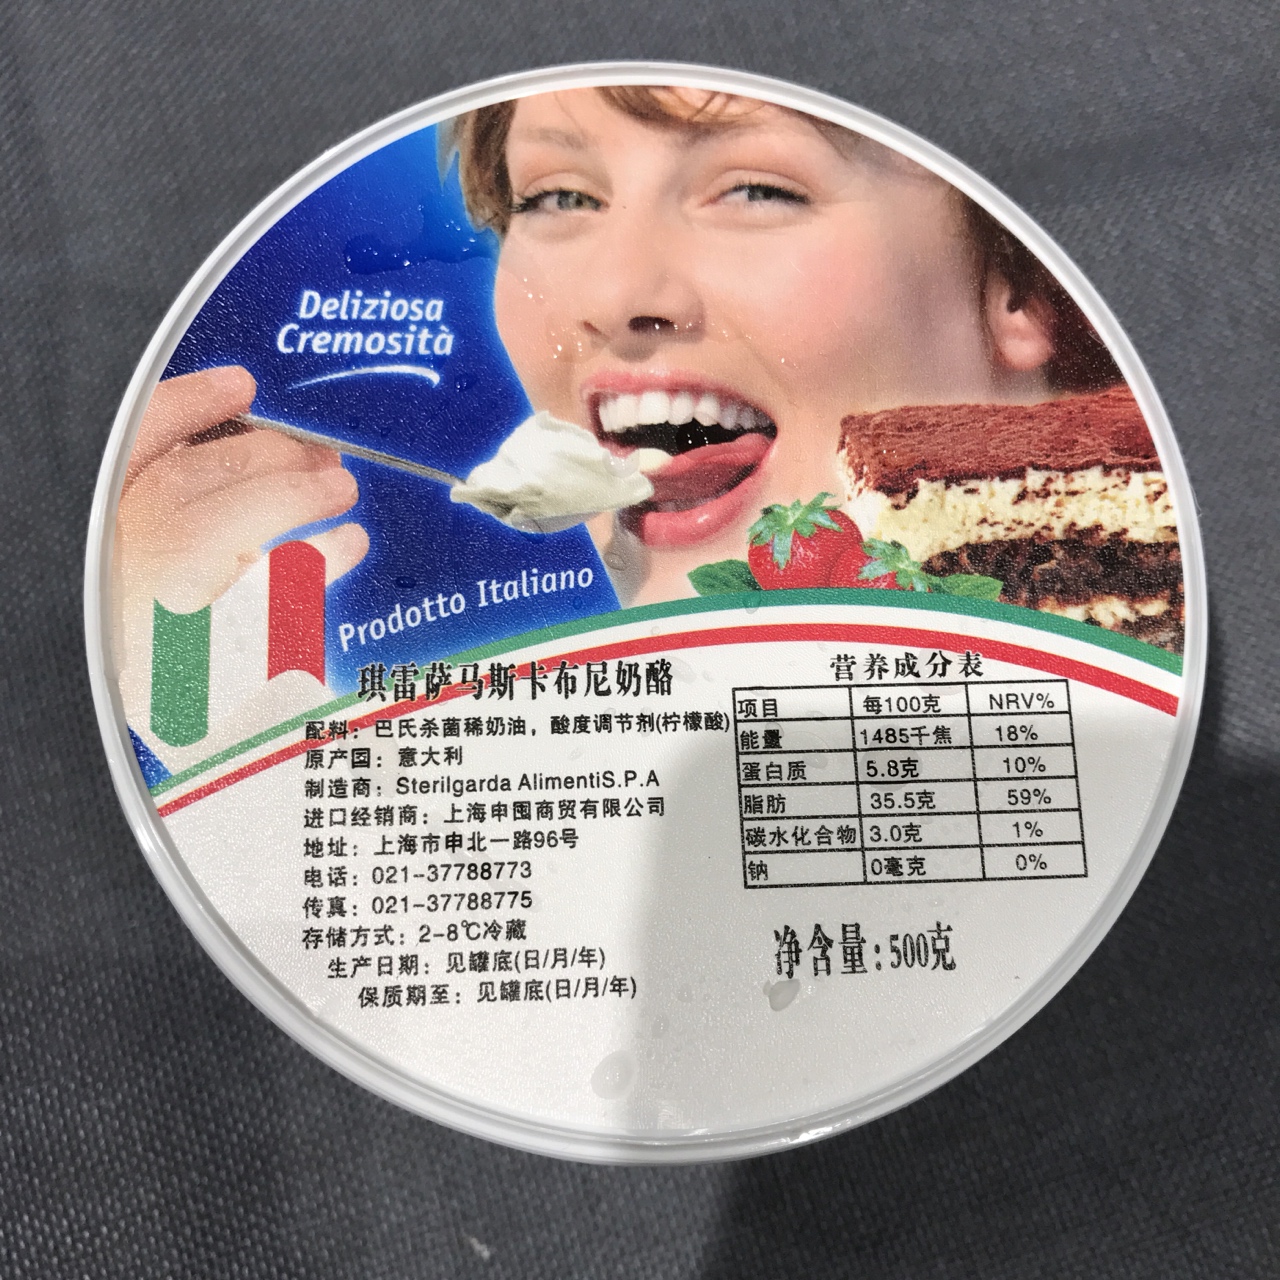 Deliziosa
Cremosità
Prodotto Italiano
琪雷萨马斯卡布尼奶酪
配料：巴氏杀菌稀奶油，酸度调节剂(柠檬酸)
原产国：意大利
制造商：Sterilgarda AlimentiS.P.A
进口经销商：上海申囤商贸有限公司
地址：上海市申北一路96号
电话：021-37788773
传真：021-37788775
存储方式：2-8℃冷藏
生产日期：见罐底(日/月/年)
保质期至：见罐底(日/月/年)
营养成分表
项目 每100克 NRV%
能量 1485千焦 18%
蛋白质 5.8克 10%
脂肪 35.5克 59%
碳水化合物 3.0克 1%
钠 0毫克 0%
净含量：500克